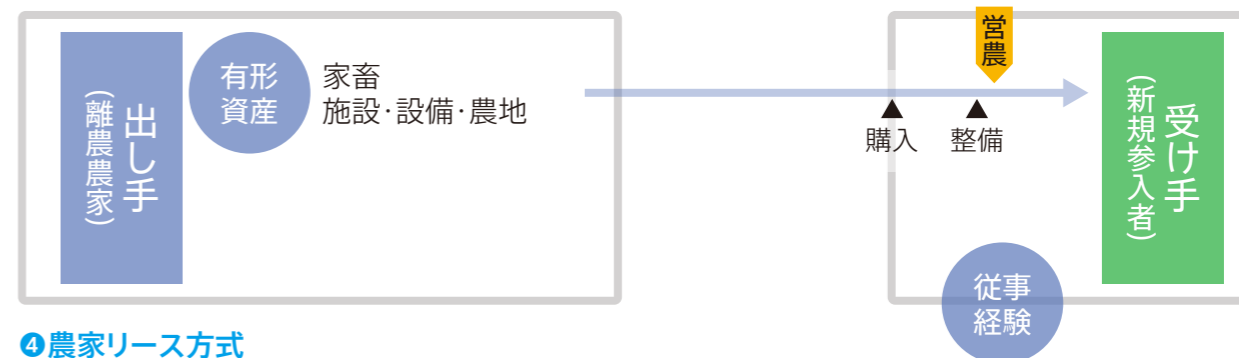 出し手
(離農農家)
有形
資産
家畜
施設・設備・農地
営農
▲
購入
▲
整備
受け手
(新規参入者)
従事
経験
❹農家リース方式